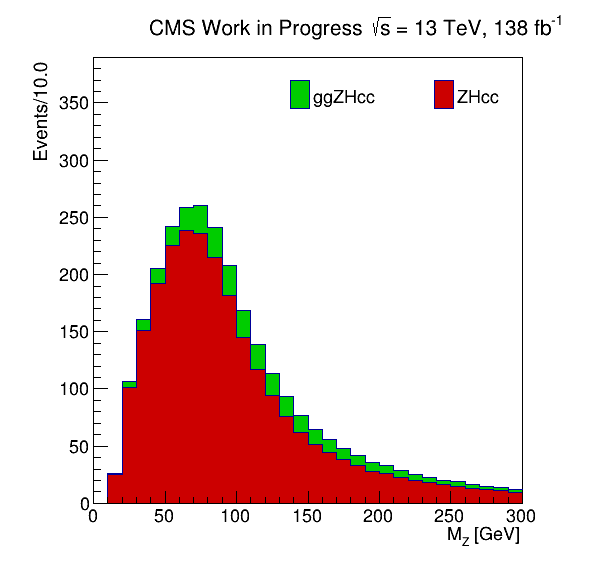 CMS Work in Progress √s = 13 TeV, 138 fb⁻¹
Events/10.0
ggZHcc ZHcc
350
300
250
200
150
100
50
0
0 50 100 150 200 250 300
M_Z [GeV]